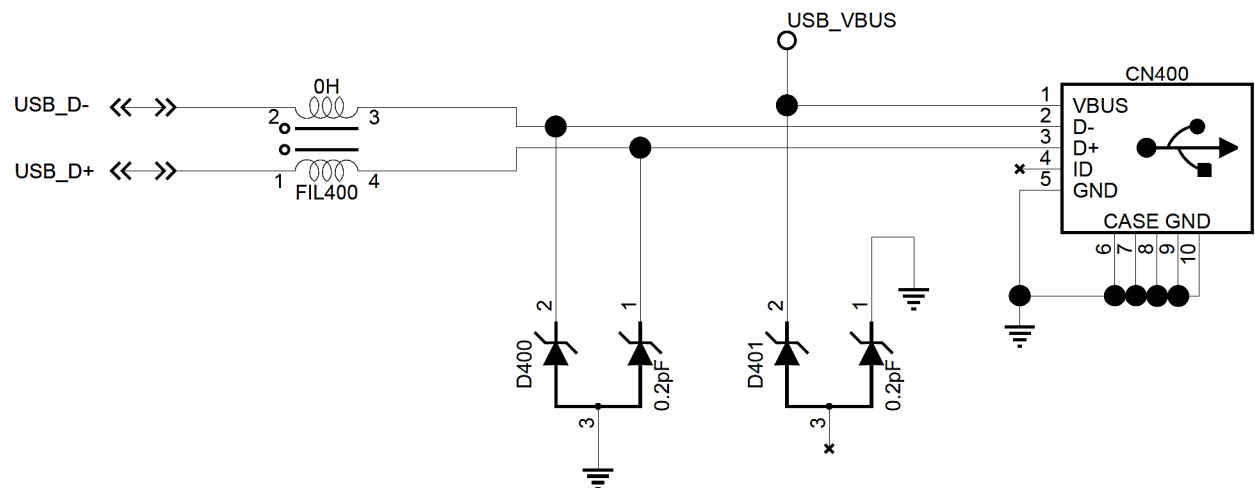 USB_VBUS
CN400
USB_D-
0H
2
3
1
VBUS
2
D-
3
D+
4
ID
5
GND
USB_D+
1
4
FIL400
CASE GND
6
7
8
9
10
2
1
2
1
D400
0.2pF
D401
0.2pF
3
3